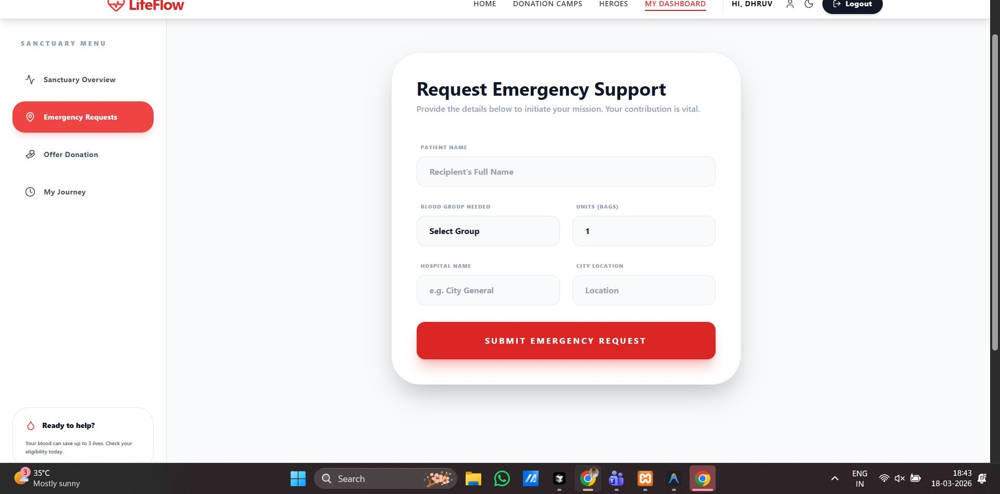 LifeFlow
HOME DONATION CAMPS HEROES MY DASHBOARD HI, DHRUV Logout
SANCTUARY MENU
Sanctuary Overview
Emergency Requests
Offer Donation
My Journey
Ready to help?
Your blood can save up to 3 lives. Check your
eligibility today.
Request Emergency Support
Provide the details below to initiate your mission. Your contribution is vital.
PATIENT NAME
Recipient's Full Name
BLOOD GROUP NEEDED UNITS (BAGS)
Select Group 1
HOSPITAL NAME CITY LOCATION
e.g. City General Location
SUBMIT EMERGENCY REQUEST
3
35°C
Mostly sunny
Search
ENG
IN
18:43
18-03-2026